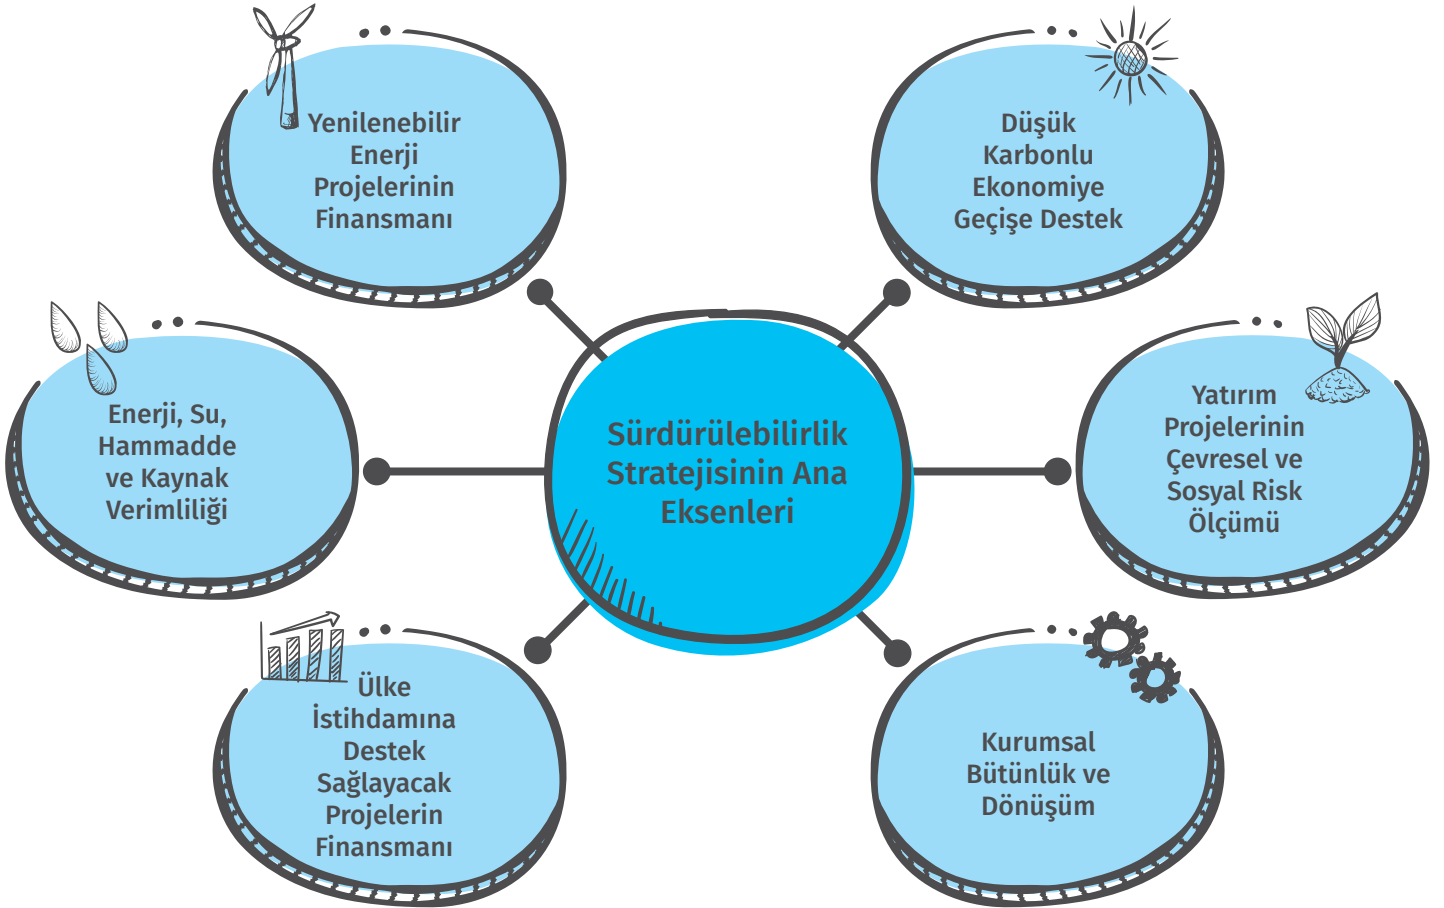 Yenilenebilir
Enerji
Projelerinin
Finansmanı
Düşük
Karbonlu
Ekonomiye
Geçişe Destek
Enerji, Su,
Hammadde
ve Kaynak
Verimliliği
Sürdürülebilirlik
Stratejisinin Ana
Eksenleri
Yatırım
Projelerinin
Çevresel ve
Sosyal Risk
Ölçümü
Ülke
İstihdamına
Destek
Sağlayacak
Projelerin
Finansmanı
Kurumsal
Bütünlük ve
Dönüşüm